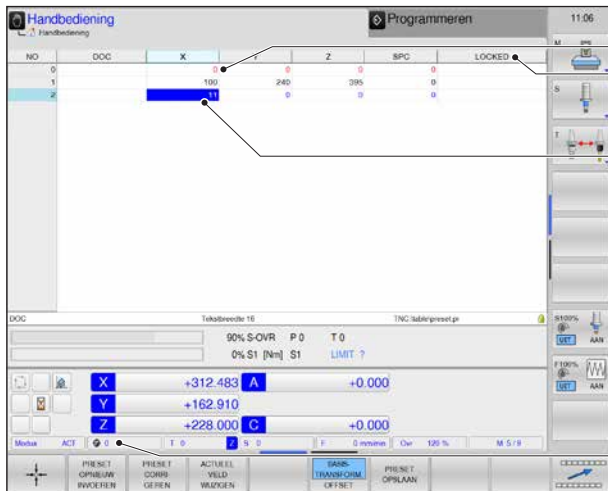 Handbediening
Handbediening
Programmeren
11:06
NO DOC X Y Z SPC LOCKED
0 0 0 0 0
1 100 240 395 0
2 11 0 0 0
M
S
T
DOC Tekstbreedte 16 TNC:\table\preset.pr
90% S-OVR P0 T0
0% S1 [Nm] S1 LIMIT ?
S100%
UIT AAN
F100%
UIT AAN
X +312.483 A +0.000
Y +162.910
Z +228.000 C +0.000
Modus ACT 0 T 0 Z S 0 F 0 mm/min Ovr 120 % M 5/9
PRESET OPNIEUW INVOEREN
PRESET CORRI GEREN
ACTUEEL VELD WIJZIGEN
BASIS- TRANSFORM. OFFSET
PRESET OPSLAAN